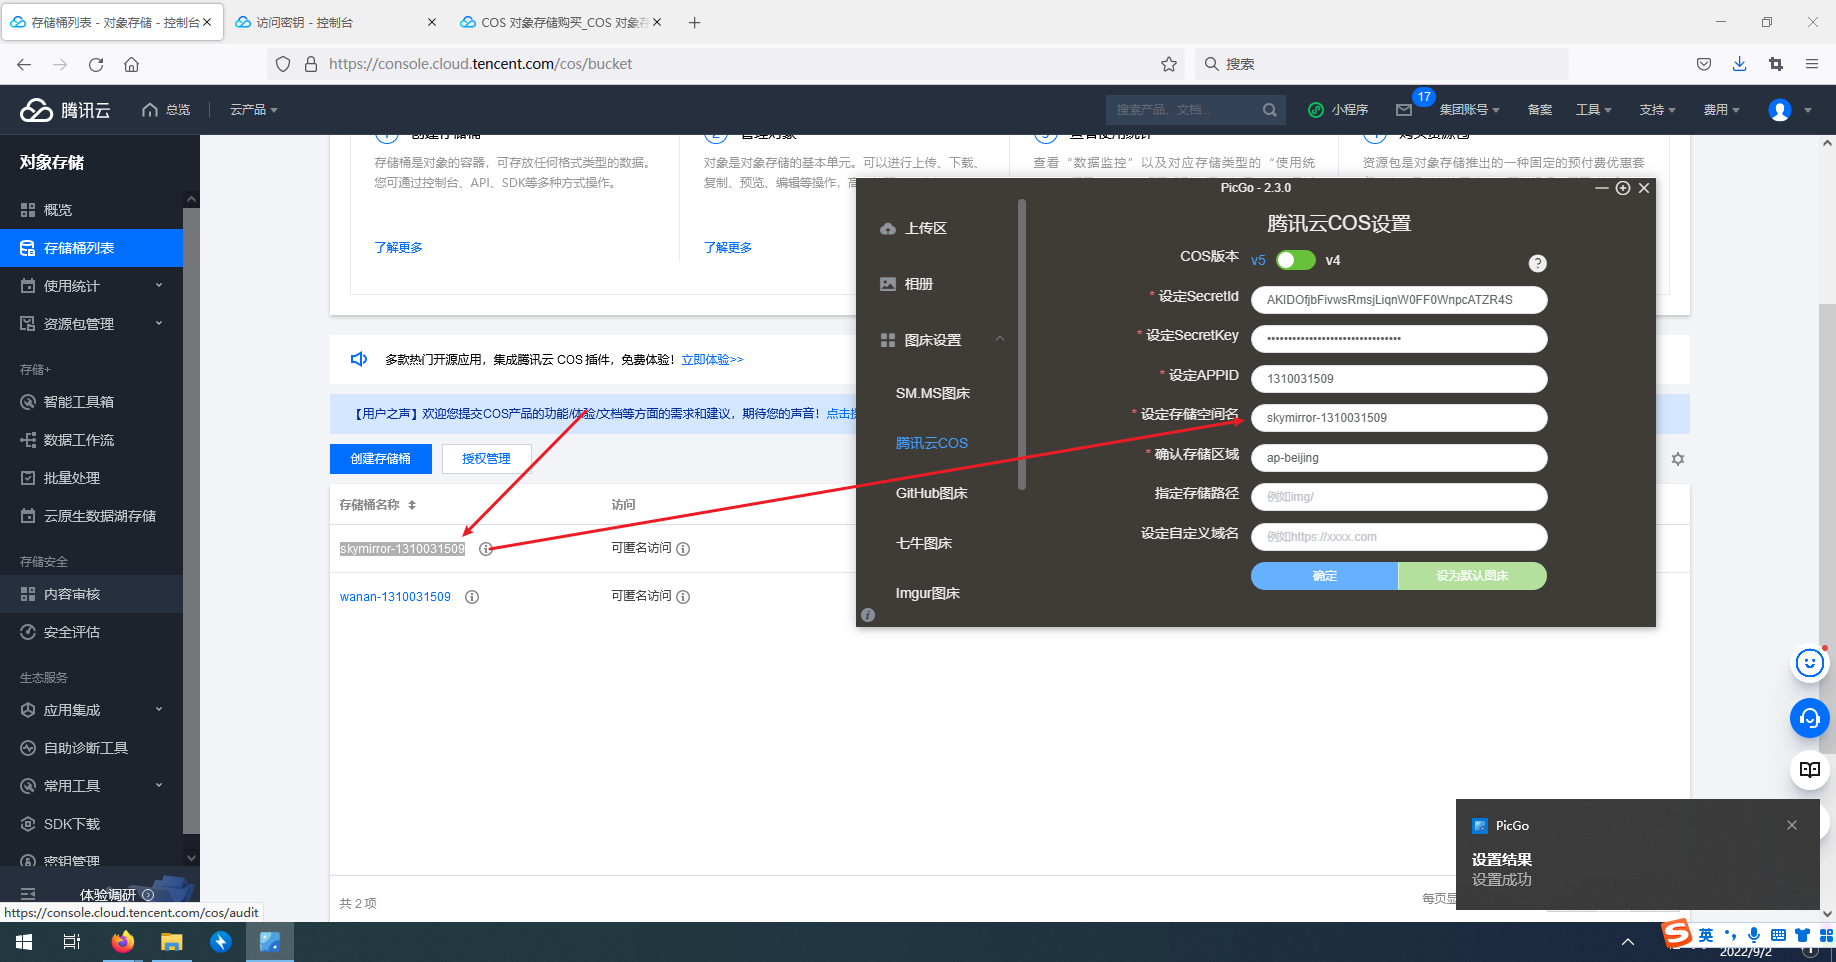 存储桶列表 - 对象存储 - 控制台
访问密钥 - 控制台
COS 对象存储购买_COS 对象存
https://console.cloud.tencent.com/cos/bucket
搜索
腾讯云
总览
云产品
搜索产品、文档...
小程序
17
集团账号
备案
工具
支持
费用
对象存储
概览
存储桶列表
使用统计
资源包管理
存储+
智能工具箱
数据工作流
批量处理
云原生数据湖存储
存储安全
内容审核
安全评估
生态服务
应用集成
自助诊断工具
常用工具
SDK下载
密钥管理
体验调研
https://console.cloud.tencent.com/cos/audit
1 创建存储桶
存储桶是对象的容器，可存放任何格式类型的数据。
您可通过控制台、API、SDK等多种方式操作。
了解更多
2 管理对象
对象是对象存储的基本单元。可以进行上传、下载、
复制、预览、编辑等操作，高
了解更多
3 查看使用统计
查看“数据监控”以及对应存储类型的“使用统
4 购买资源包
资源包是对象存储推出的一种固定的预付费优惠套
多款热门开源应用，集成腾讯云 COS 插件，免费体验！立即体验>>
【用户之声】欢迎您提交COS产品的功能/体验/文档等方面的需求和建议，期待您的声音！点击
创建存储桶
授权管理
存储桶名称
访问
skymirror-1310031509
可匿名访问
wanan-1310031509
可匿名访问
共 2 项
每页显
PicGo - 2.3.0
上传区
相册
图床设置
SM.MS图床
腾讯云COS
GitHub图床
七牛图床
Imgur图床
腾讯云COS设置
COS版本 v5 v4
?
* 设定SecretId AKIDOfjbFivwsRmsjLiqnW0FF0WnpcATZR4S
* 设定SecretKey ••••••••••••••••••••••••••••••••
* 设定APPID 1310031509
* 设定存储空间名 skymirror-1310031509
* 确认存储区域 ap-beijing
指定存储路径 例如img/
设定自定义域名 例如https://xxxx.com
确定
设为默认图床
PicGo
设置结果
设置成功
英
2022/9/2